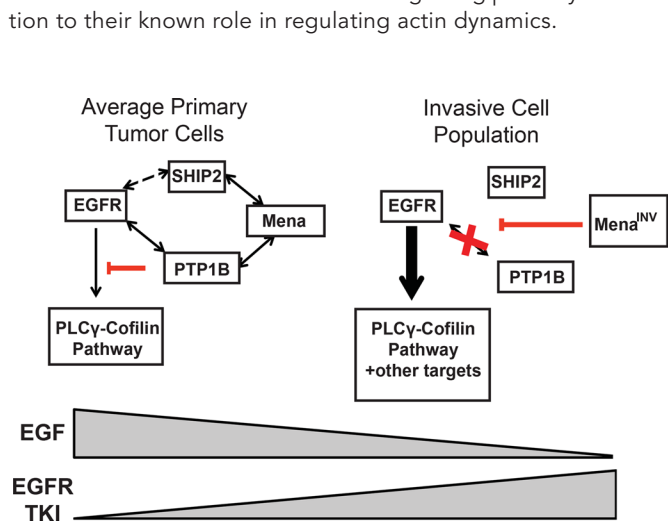 tion to their known role in regulating actin dynamics.
Average Primary
Tumor Cells
SHIP2
EGFR
Mena
PTP1B
PLCγ-Cofilin
Pathway
Invasive Cell
Population
SHIP2
EGFR
Mena^INV
PTP1B
PLCγ-Cofilin
Pathway
+other targets
EGF
EGFR
TKI